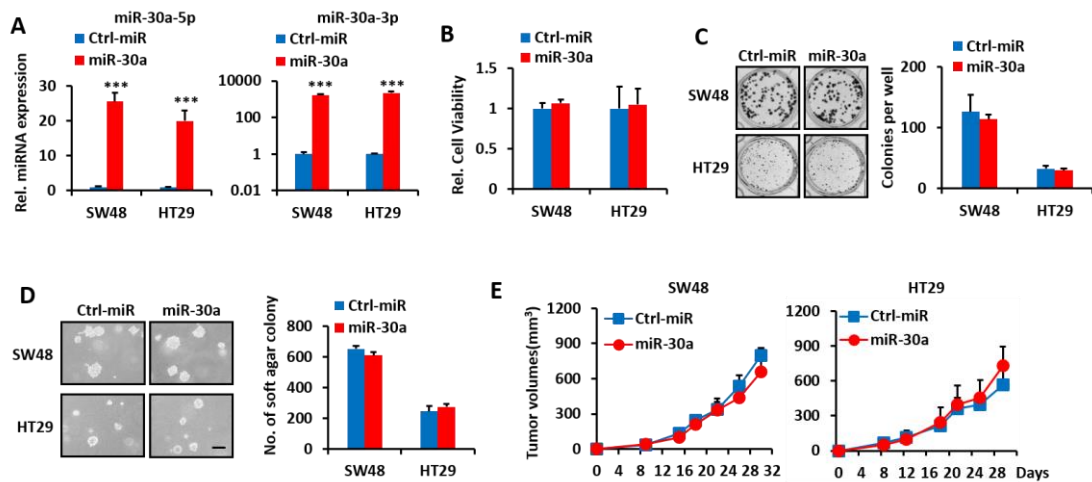 A
miR-30a-5p
miR-30a-3p
Ctrl-miR
miR-30a
Ctrl-miR
miR-30a
Rel. miRNA expression
30
20
10
0
***
***
SW48
HT29
10000
100
1
0.01
***
***
SW48
HT29
B
Ctrl-miR
miR-30a
Rel. Cell Viability
1.5
1
0.5
0
SW48
HT29
C
Ctrl-miR
miR-30a
SW48
HT29
Ctrl-miR
miR-30a
Colonies per well
200
100
0
SW48
HT29
D
Ctrl-miR
miR-30a
SW48
HT29
Ctrl-miR
miR-30a
No. of soft agar colony
800
600
400
200
0
SW48
HT29
E
SW48
Ctrl-miR
miR-30a
Tumor volumes(mm³)
1200
900
600
300
0
0 4 8 12 16 20 24 28 32
HT29
Ctrl-miR
miR-30a
1200
900
600
300
0
0 4 8 12 16 20 24 28 Days